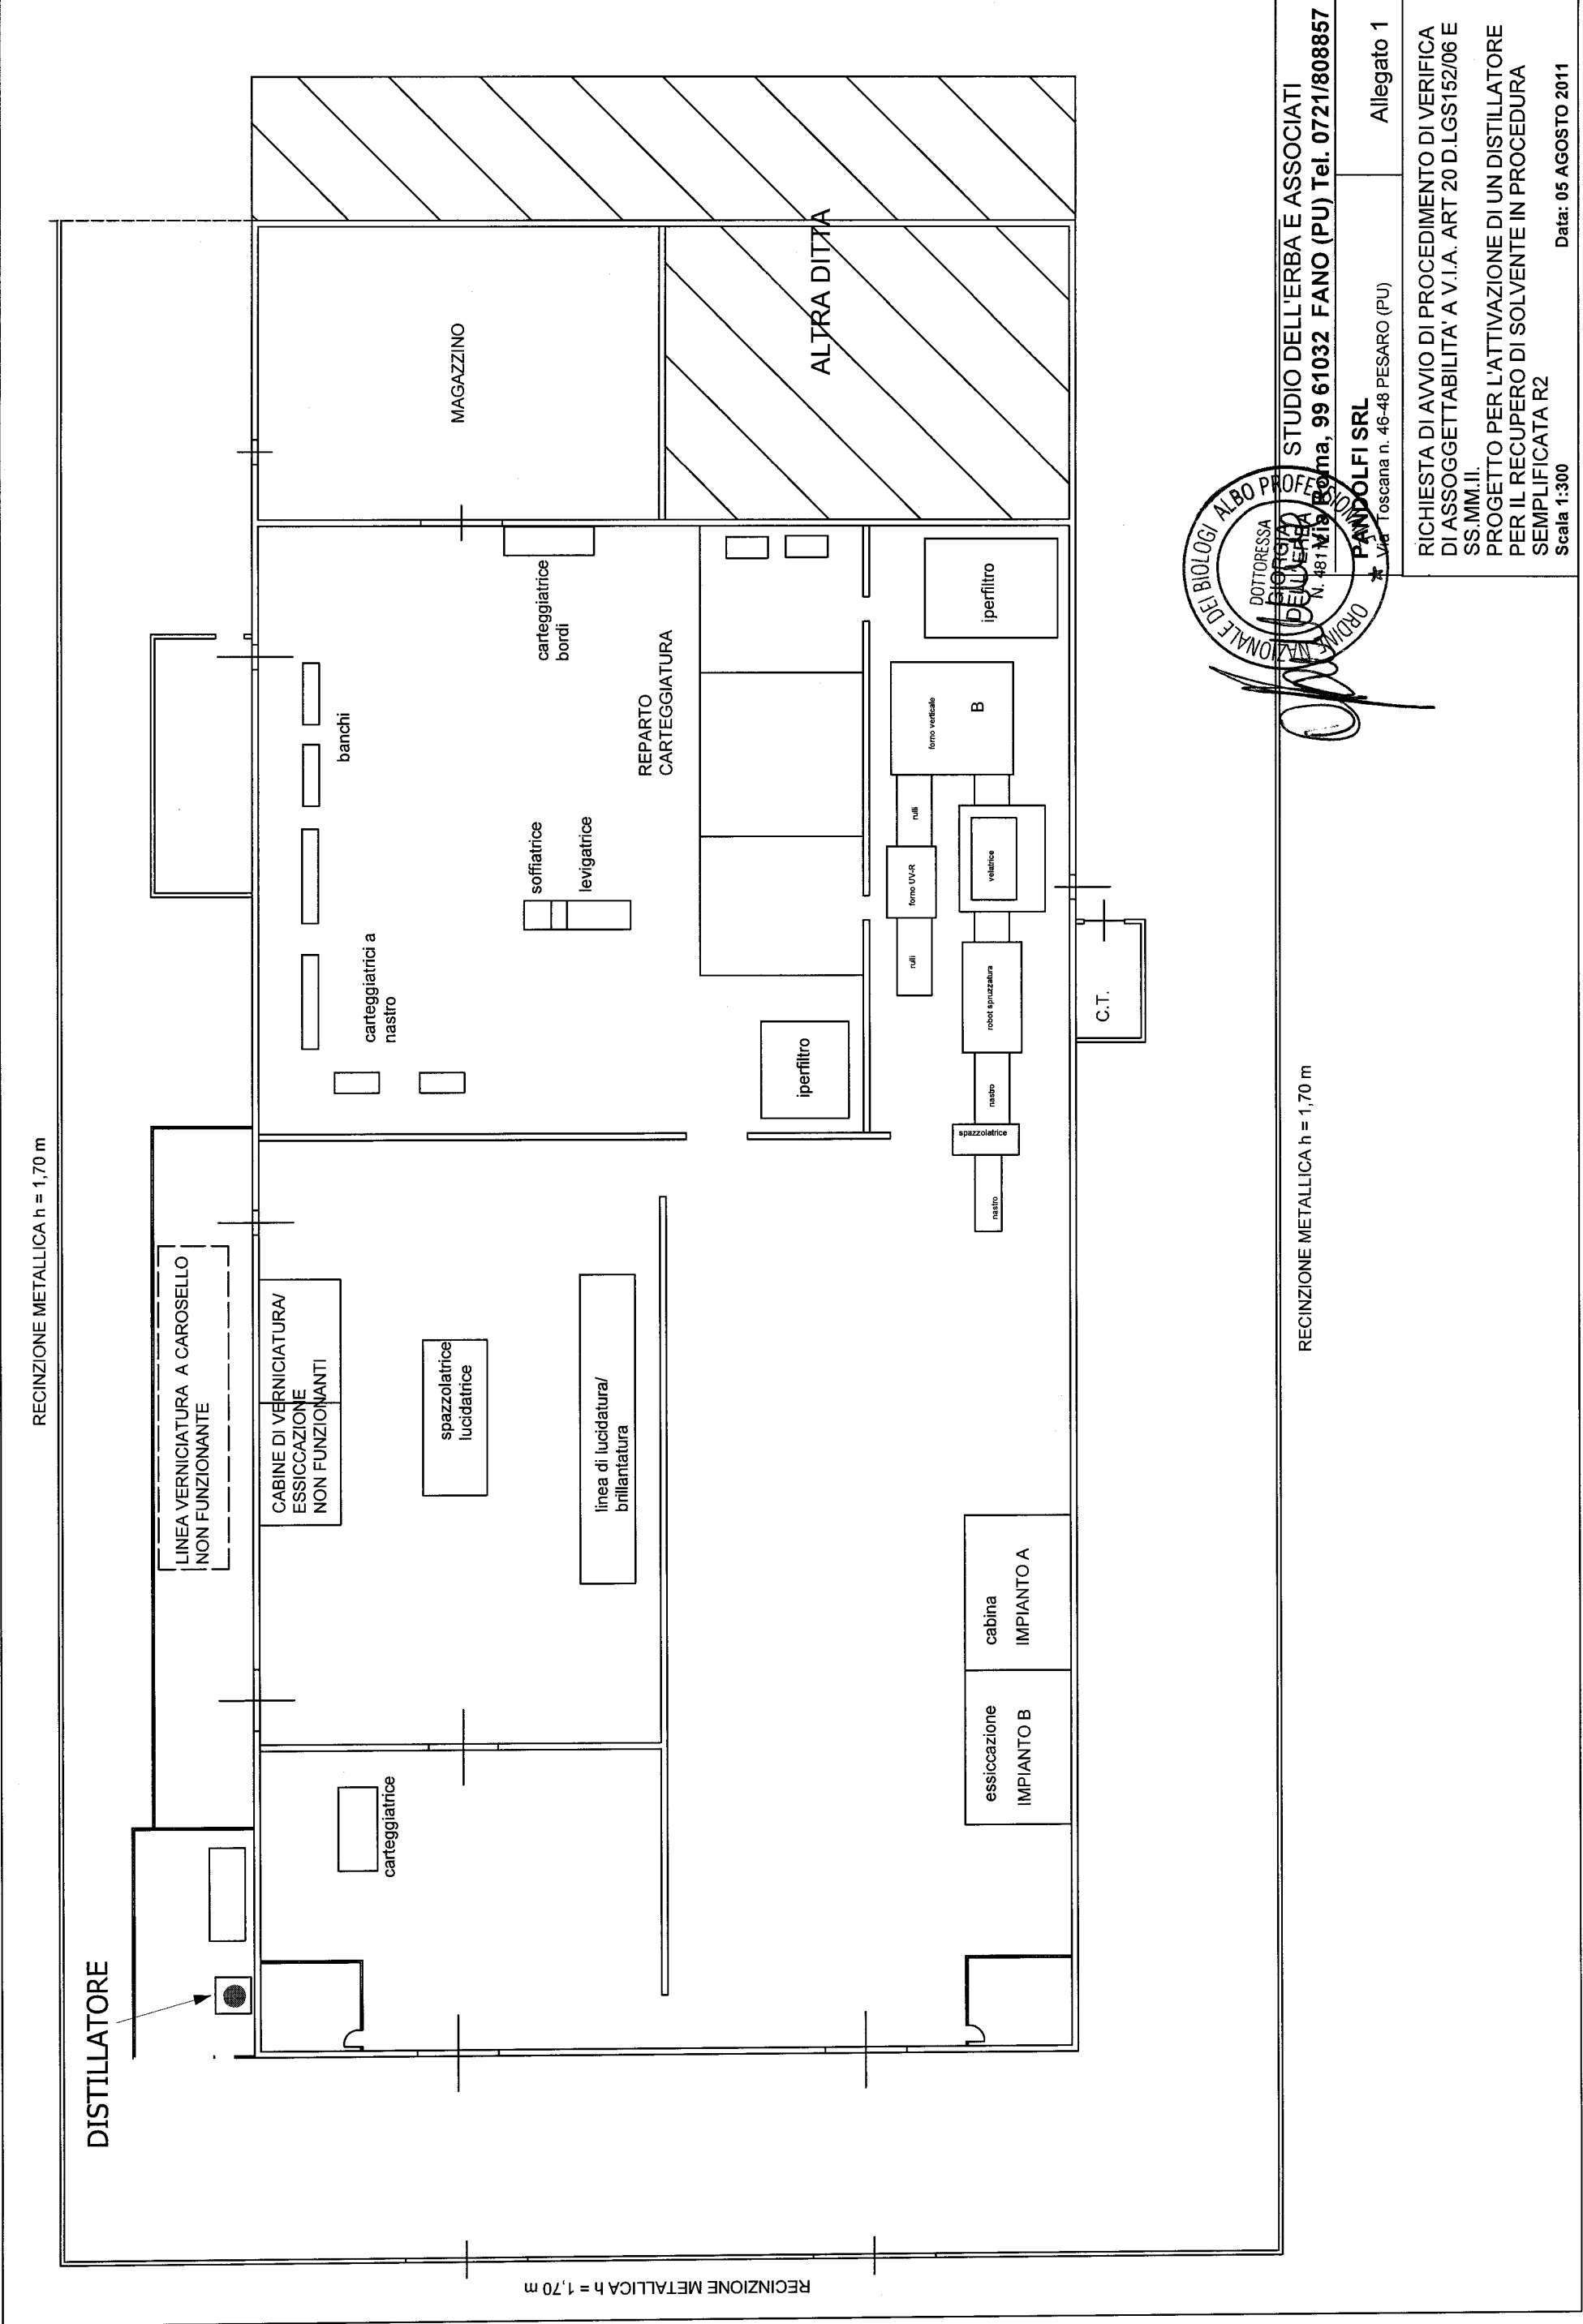 RECINZIONE METALLICA h = 1,70 m
DISTILLATORE
LINEA VERNICIATURA A CAROSELLO
NON FUNZIONANTE
CABINE DI VERNICIATURA/
ESSICCAZIONE
NON FUNZIONANTI
carteggiatrice
spazzolatrice
lucidatrice
linea di lucidatura/
brillantatura
carteggiatrici a
nastro
banchi
soffiatrice
levigatrice
carteggiatrice
bordi
REPARTO
CARTEGGIATURA
MAGAZZINO
ALTRA DITTA
iperfiltro
iperfiltro
essiccazione
IMPIANTO B
cabina
IMPIANTO A
nastro
spazzolatrice
nastro
robot spruzzatura
velatrice
rulli
forno UV-R
rulli
forno verticale
B
C.T.
RECINZIONE METALLICA h = 1,70 m
RECINZIONE METALLICA h = 1,70 m
ORDINE NAZIONALE DEI BIOLOGI ALBO PROFESSIONALE
DOTTORESSA
GIORGIA
DELL'ERBA
STUDIO DELL'ERBA E ASSOCIATI
Via Roma, 99 61032 FANO (PU) Tel. 0721/808857
PANDOLFI SRL
Via Toscana n. 46-48 PESARO (PU)
Allegato 1
RICHIESTA DI AVVIO DI PROCEDIMENTO DI VERIFICA
DI ASSOGGETTABILITA' A V.I.A. ART 20 D.LGS152/06 E
SS.MM.II.
PROGETTO PER L'ATTIVAZIONE DI UN DISTILLATORE
PER IL RECUPERO DI SOLVENTE IN PROCEDURA
SEMPLIFICATA R2
Scala 1:300 Data: 05 AGOSTO 2011